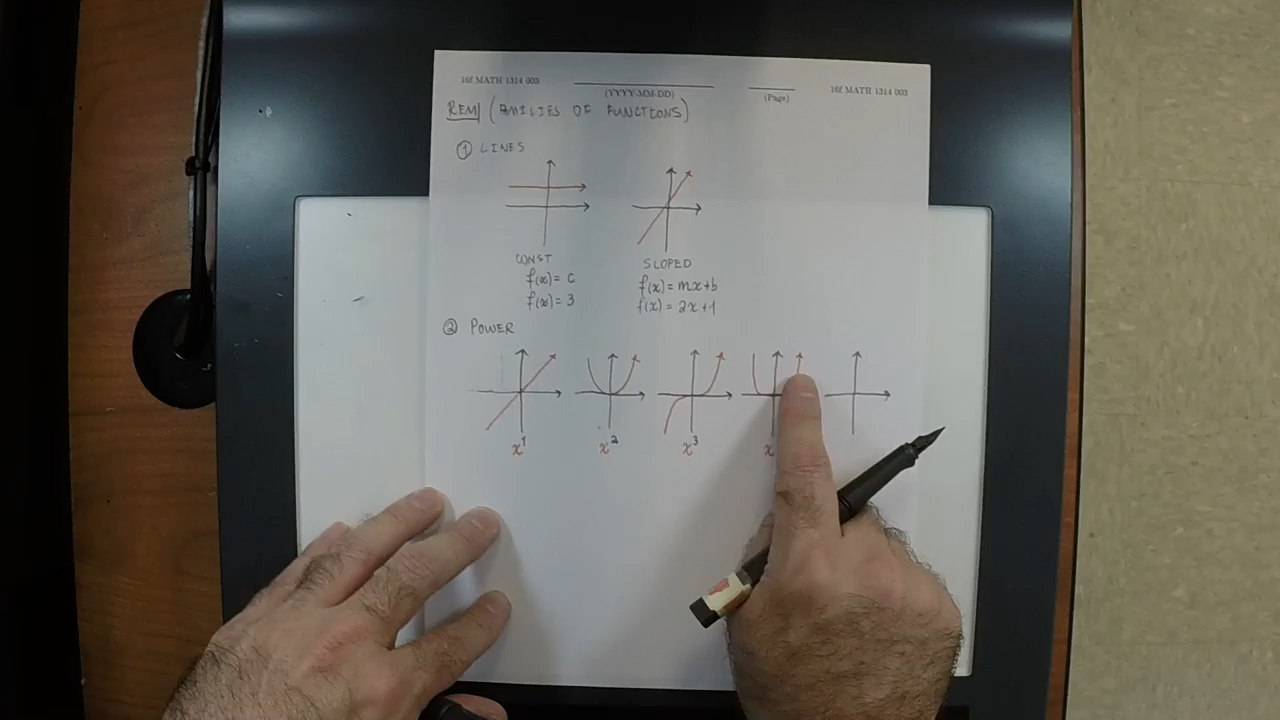 16f MATH 1314 003 (YYYY-MM-DD) (Page) 16f MATH 1314 003
REM (FAMILIES OF FUNCTIONS)
① LINES
CONST SLOPED
f(x) = c f(x) = mx+b
f(x) = 3 f(x) = 2x+1
② POWER
x¹ x² x³ x